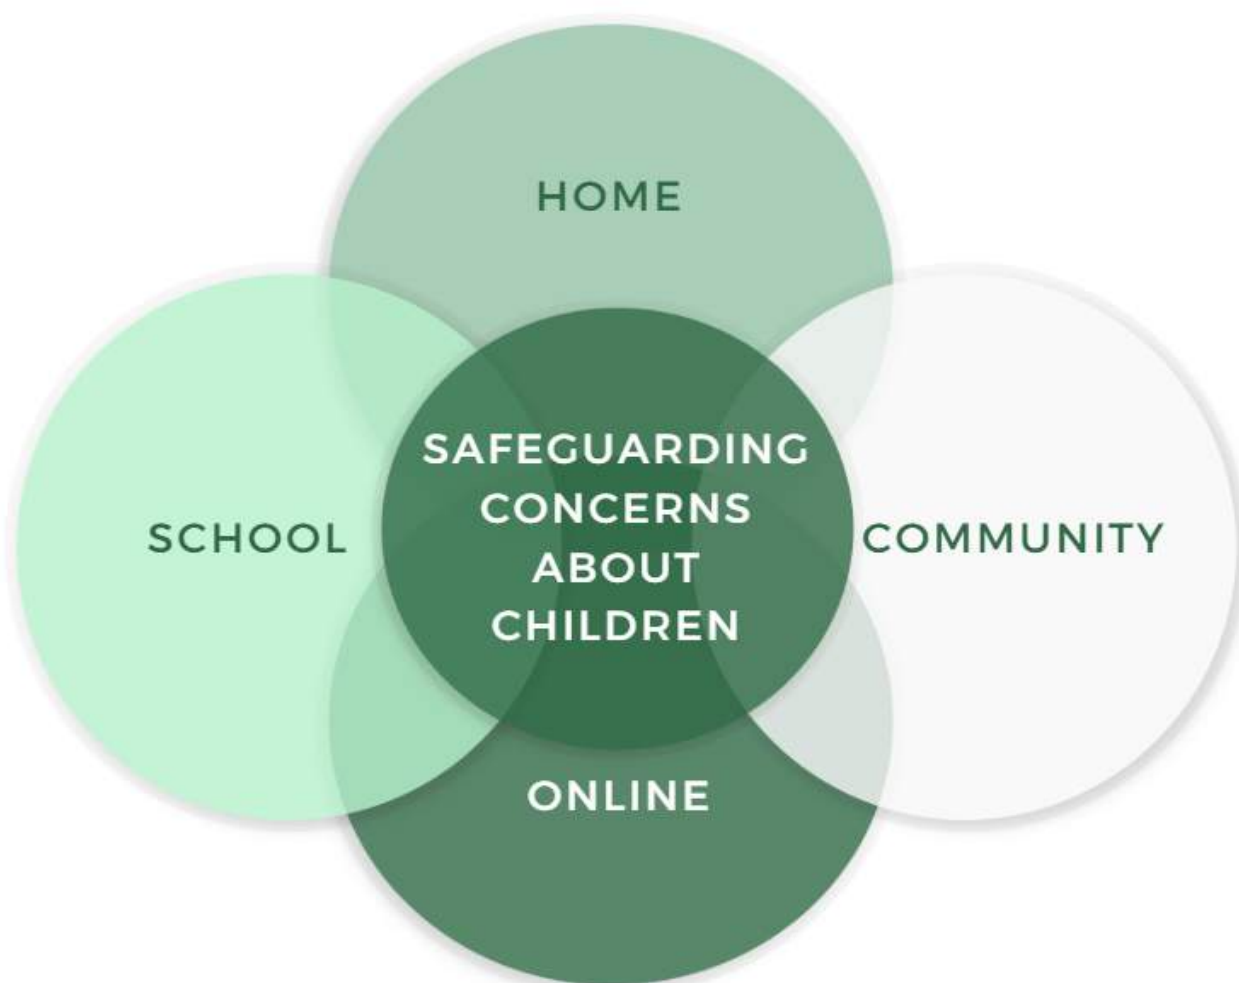 HOME
SCHOOL
SAFEGUARDING
CONCERNS
ABOUT
CHILDREN
COMMUNITY
ONLINE